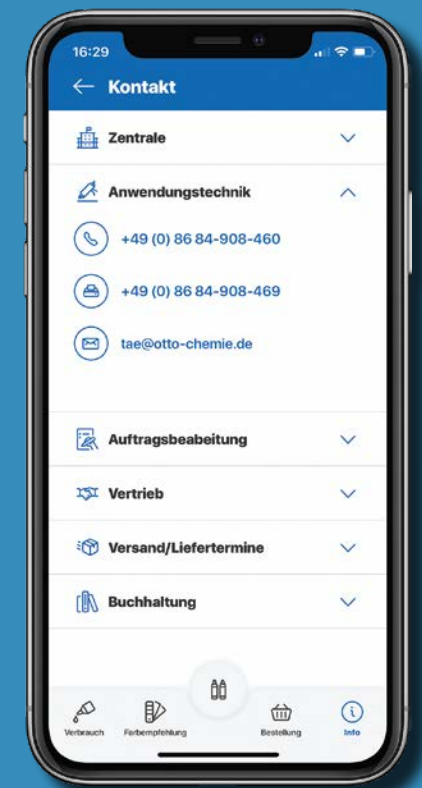 16:29
Kontakt
Zentrale
Anwendungstechnik
+49 (0) 86 84-908-460
+49 (0) 86 84-908-469
tae@otto-chemie.de
Auftragsbeabeitung
Vertrieb
Versand/Liefertermine
Buchhaltung
Verbrauch Farbempfehlung Bestellung Info